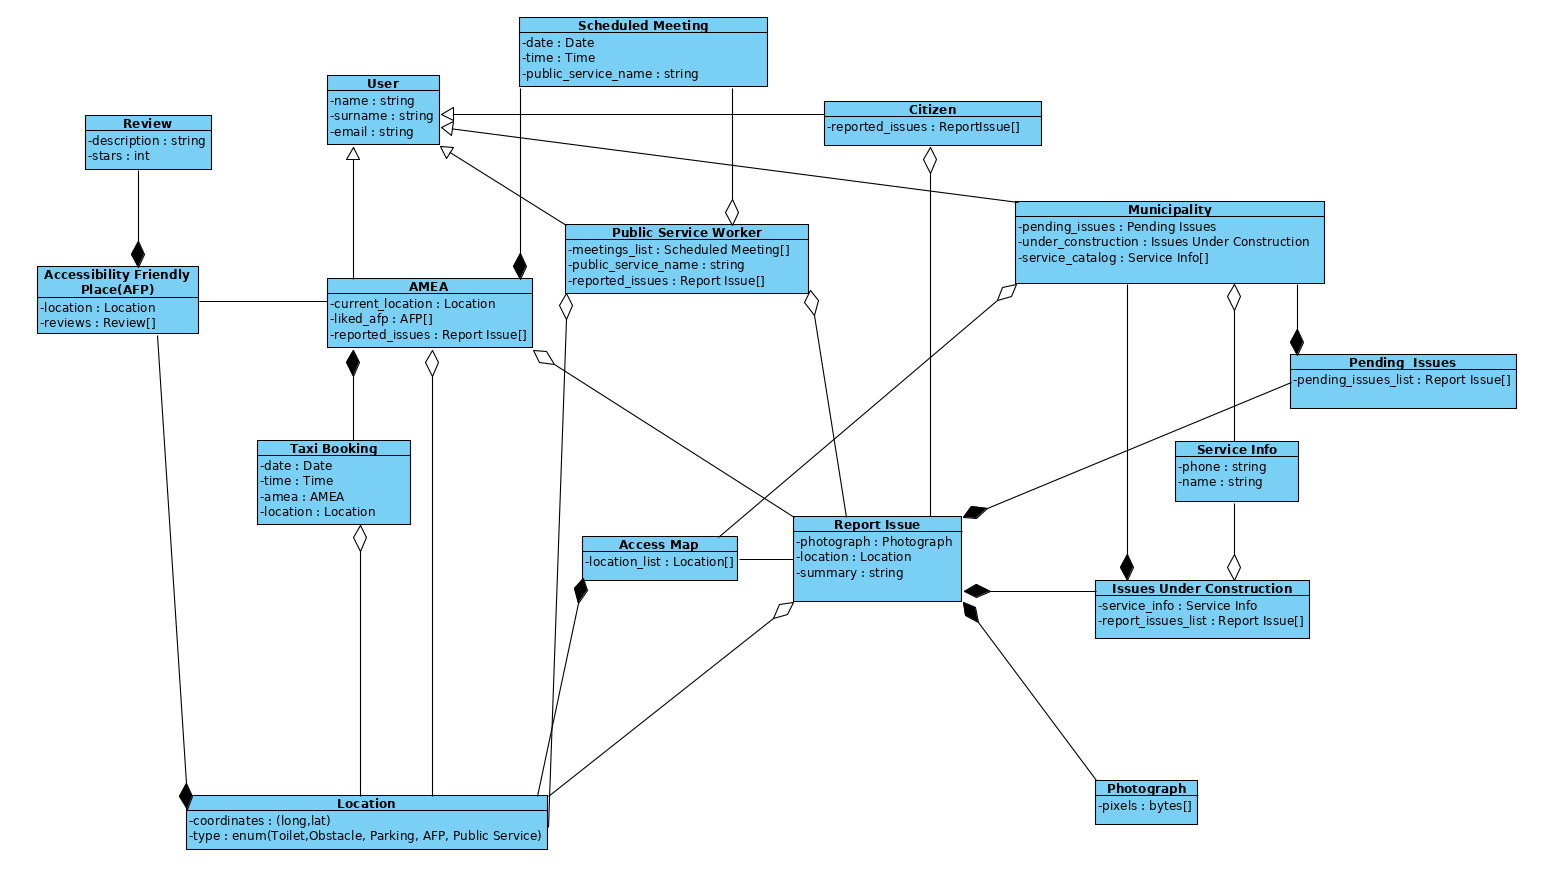 Scheduled Meeting
-date : Date
-time : Time
-public_service_name : string
User
-name : string
-surname : string
-email : string
Citizen
-reported_issues : ReportIssue[]
Review
-description : string
-stars : int
Municipality
-pending_issues : Pending Issues
-under_construction : Issues Under Construction
-service_catalog : Service Info[]
Public Service Worker
-meetings_list : Scheduled Meeting[]
-public_service_name : string
-reported_issues : Report Issue[]
Accessibility Friendly
Place(AFP)
-location : Location
-reviews : Review[]
AMEA
-current_location : Location
-liked_afp : AFP[]
-reported_issues : Report Issue[]
Pending  Issues
-pending_issues_list : Report Issue[]
Taxi Booking
-date : Date
-time : Time
-amea : AMEA
-location : Location
Service Info
-phone : string
-name : string
Report Issue
-photograph : Photograph
-location : Location
-summary : string
Access Map
-location_list : Location[]
Issues Under Construction
-service_info : Service Info
-report_issues_list : Report Issue[]
Photograph
-pixels : bytes[]
Location
-coordinates : (long,lat)
-type : enum(Toilet,Obstacle, Parking, AFP, Public Service)